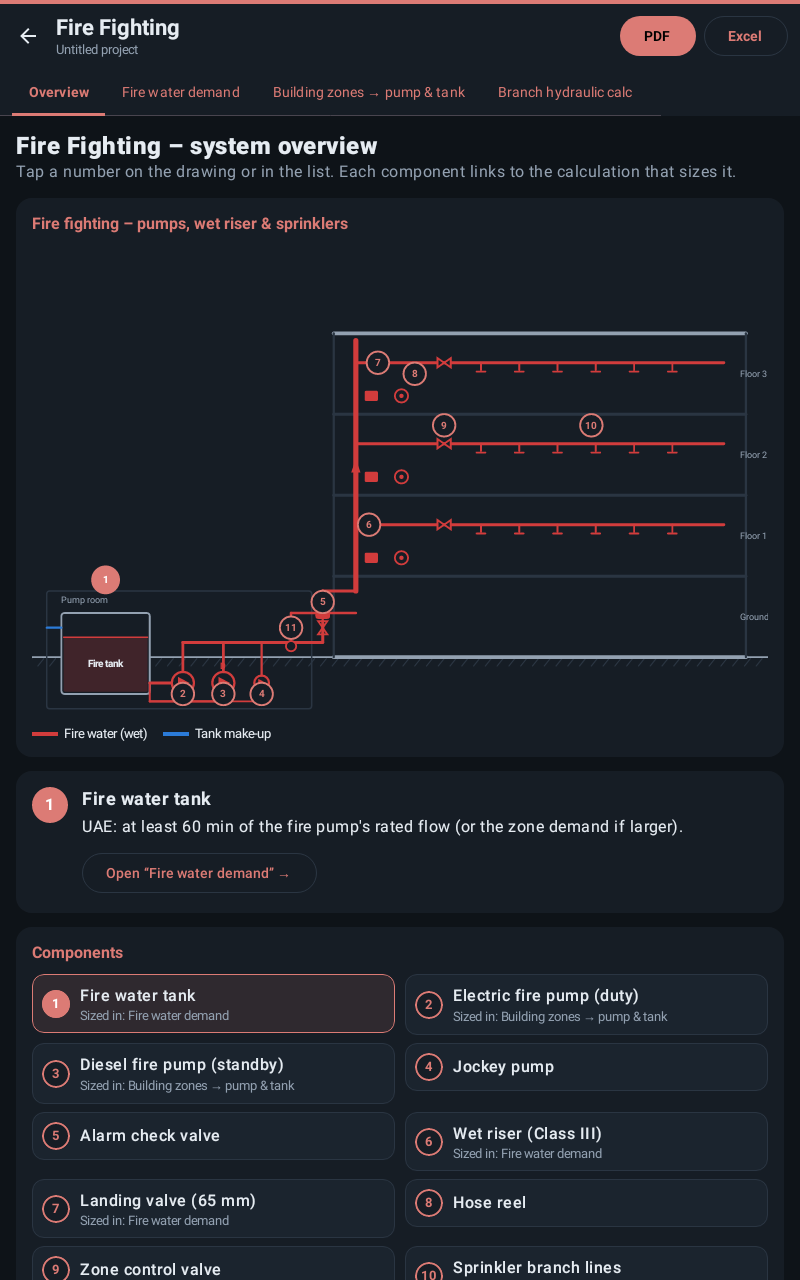 Fire Fighting
Untitled project
PDF
Excel
Overview
Fire water demand
Building zones → pump & tank
Branch hydraulic calc
Fire Fighting – system overview
Tap a number on the drawing or in the list. Each component links to the calculation that sizes it.
Fire fighting – pumps, wet riser & sprinklers
7
8
Floor 3
9
10
Floor 2
6
Floor 1
1
Pump room
5
11
Ground
Fire tank
2
3
4
Fire water (wet)
Tank make-up
1
Fire water tank
UAE: at least 60 min of the fire pump's rated flow (or the zone demand if larger).
Open “Fire water demand” →
Components
1
Fire water tank
Sized in: Fire water demand
2
Electric fire pump (duty)
Sized in: Building zones → pump & tank
3
Diesel fire pump (standby)
Sized in: Building zones → pump & tank
4
Jockey pump
5
Alarm check valve
6
Wet riser (Class III)
Sized in: Fire water demand
7
Landing valve (65 mm)
Sized in: Fire water demand
8
Hose reel
9
Zone control valve
10
Sprinkler branch lines